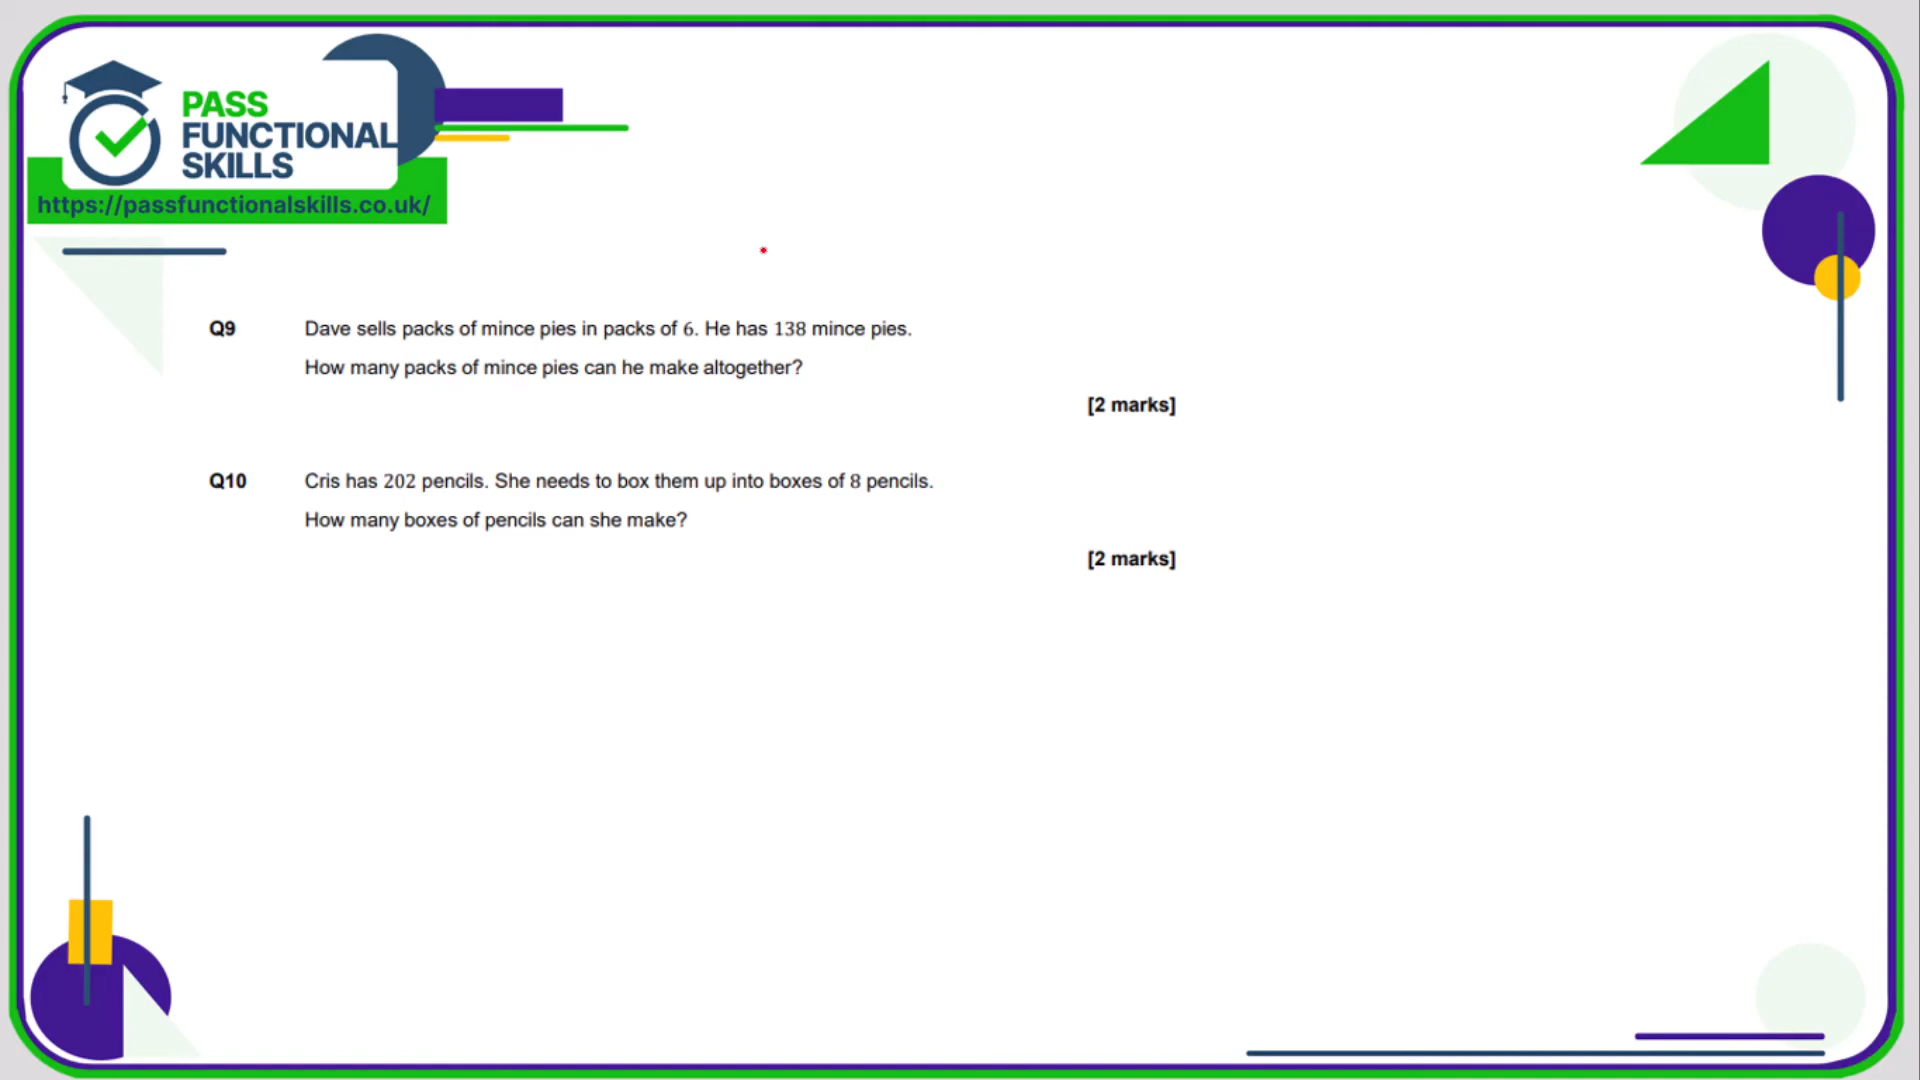 PASS
FUNCTIONAL
SKILLS
https://passfunctionalskills.co.uk/
Q9 Dave sells packs of mince pies in packs of 6. He has 138 mince pies.
How many packs of mince pies can he make altogether?
[2 marks]
Q10 Cris has 202 pencils. She needs to box them up into boxes of 8 pencils.
How many boxes of pencils can she make?
[2 marks]